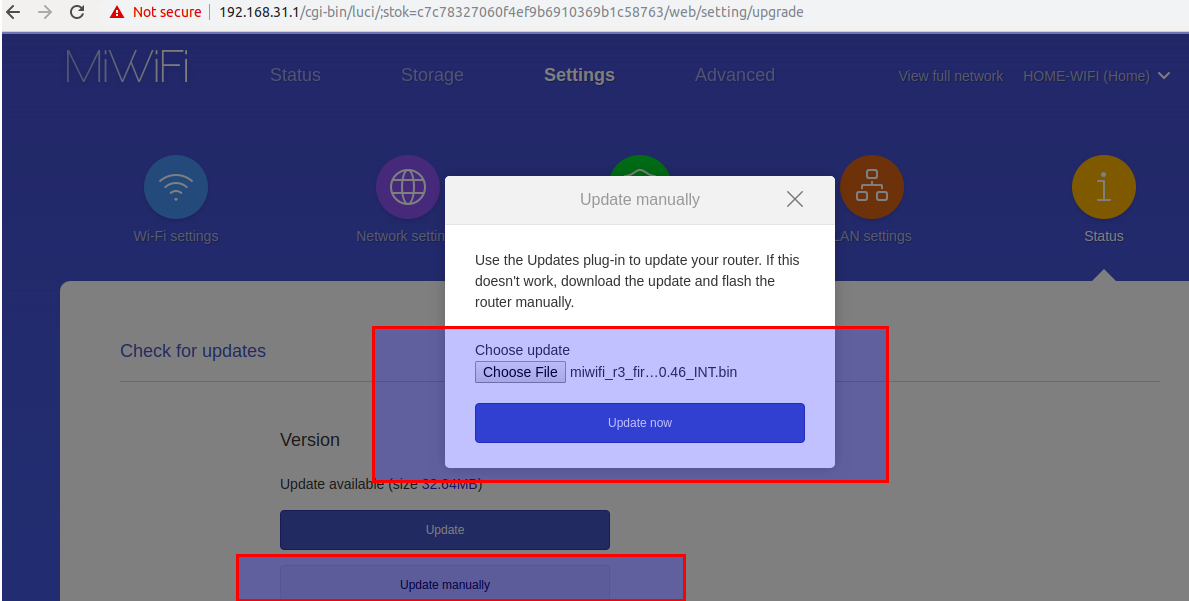 Not secure 192.168.31.1/cgi-bin/luci/;stok=c7c78327060f4ef9b6910369b1c58763/web/setting/upgrade
MiWiFi Status Storage Settings Advanced View full network HOME-WIFI (Home)
Update manually
Wi-Fi settings Network settin LAN settings Status
Use the Updates plug-in to update your router. If this
doesn't work, download the update and flash the
router manually.
Check for updates
Choose update
Choose File miwifi_r3_fir…0.46_INT.bin
Update now
Version
Update available (size 32.64MB)
Update
Update manually